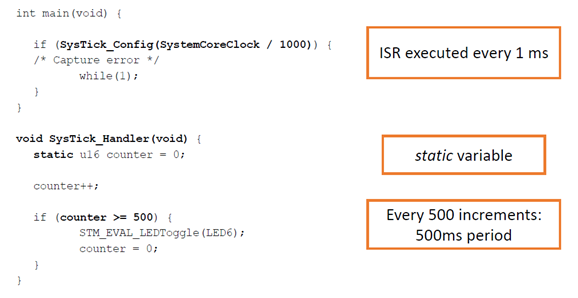 int main(void) {
if (SysTick_Config(SystemCoreClock / 1000)) {
/* Capture error */
while(1);
}
}
void SysTick_Handler(void) {
static u16 counter = 0;
counter++;
if (counter >= 500) {
STM_EVAL_LEDToggle(LED6);
counter = 0;
}
}
ISR executed every 1 ms
static variable
Every 500 increments:
500ms period